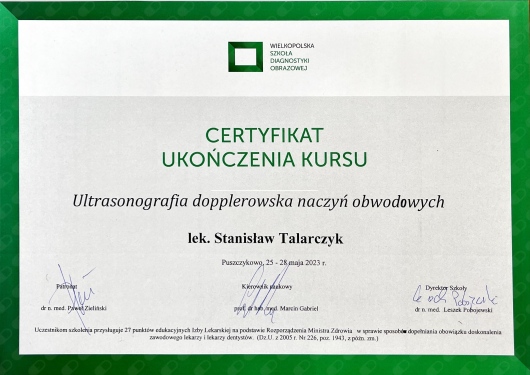 WIELKOPOLSKA
SZKOŁA
DIAGNOSTYKI
OBRAZOWEJ
CERTYFIKAT
UKOŃCZENIA KURSU
Ultrasonografia dopplerowska naczyń obwodowych
lek. Stanisław Talarczyk
Puszczykowo, 25 - 28 maja 2023 r.
Patronat Kierownik naukowy Dyrektor Szkoły
dr n. med. Paweł Zieliński prof. dr hab. med. Marcin Gabriel dr n. med. Leszek Pobojewski
Uczestnikom szkolenia przysługuje 27 punktów edukacyjnych Izby Lekarskiej na podstawie Rozporządzenia Ministra Zdrowia w sprawie sposobów dopełniania obowiązku doskonalenia
zawodowego lekarzy i lekarzy dentystów. (Dz.U. z 2005 r. Nr 226, poz. 1943, z późn. zm.)